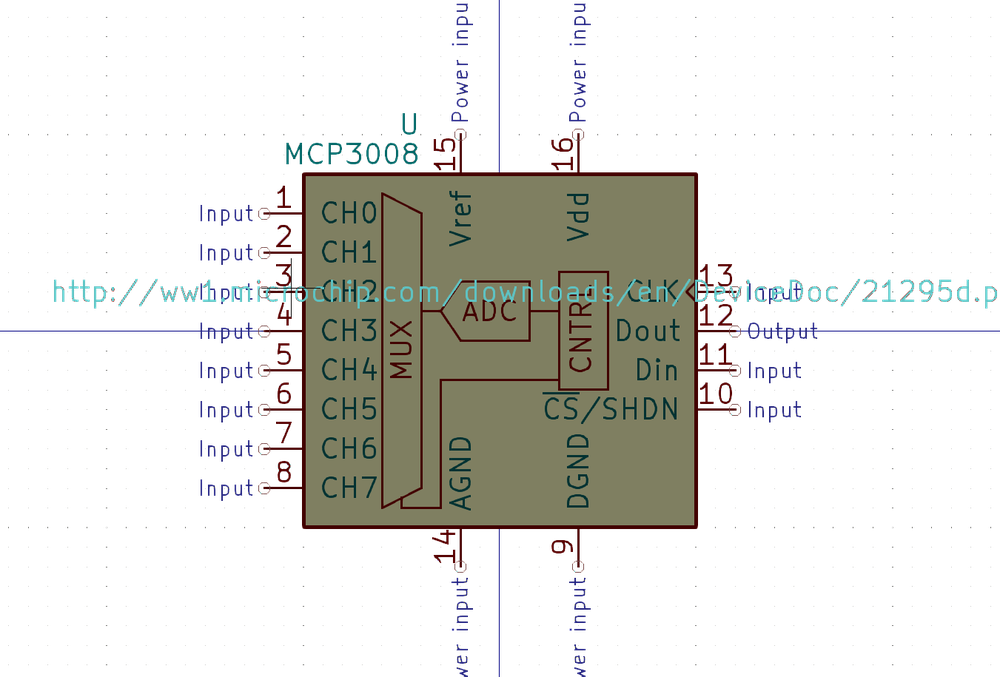 Power input
Power input
U
MCP3008
15
16
Vref
Vdd
Input 1 CH0
Input 2 CH1
Input 3 CH2
http://ww1.microchip.com/downloads/en/DeviceDoc/21295d.p
CLK 13 Input
Input 4 CH3
Dout 12 Output
Input 5 CH4
Din 11 Input
Input 6 CH5
CS/SHDN 10 Input
Input 7 CH6
Input 8 CH7
MUX
ADC
CNTRL
AGND
DGND
14
9
wer input
wer input